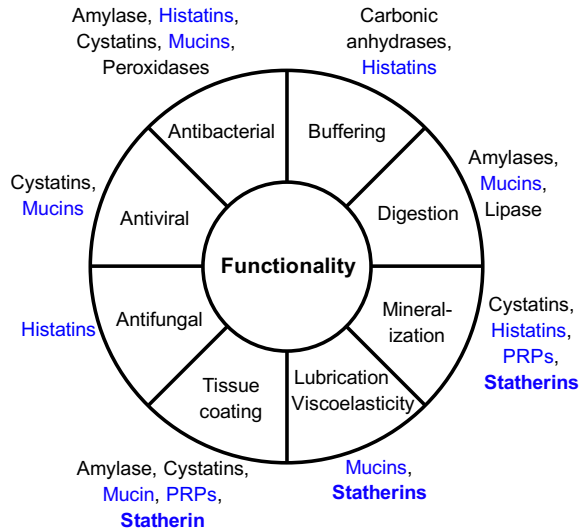 Amylase, Histatins,
Cystatins, Mucins,
Peroxidases
Carbonic
anhydrases,
Histatins
Antibacterial
Buffering
Cystatins,
Mucins
Antiviral
Digestion
Amylases,
Mucins,
Lipase
Functionality
Histatins
Antifungal
Mineral-
ization
Cystatins,
Histatins,
PRPs,
Statherins
Tissue
coating
Lubrication
Viscoelasticity
Amylase, Cystatins,
Mucin, PRPs,
Statherin
Mucins,
Statherins